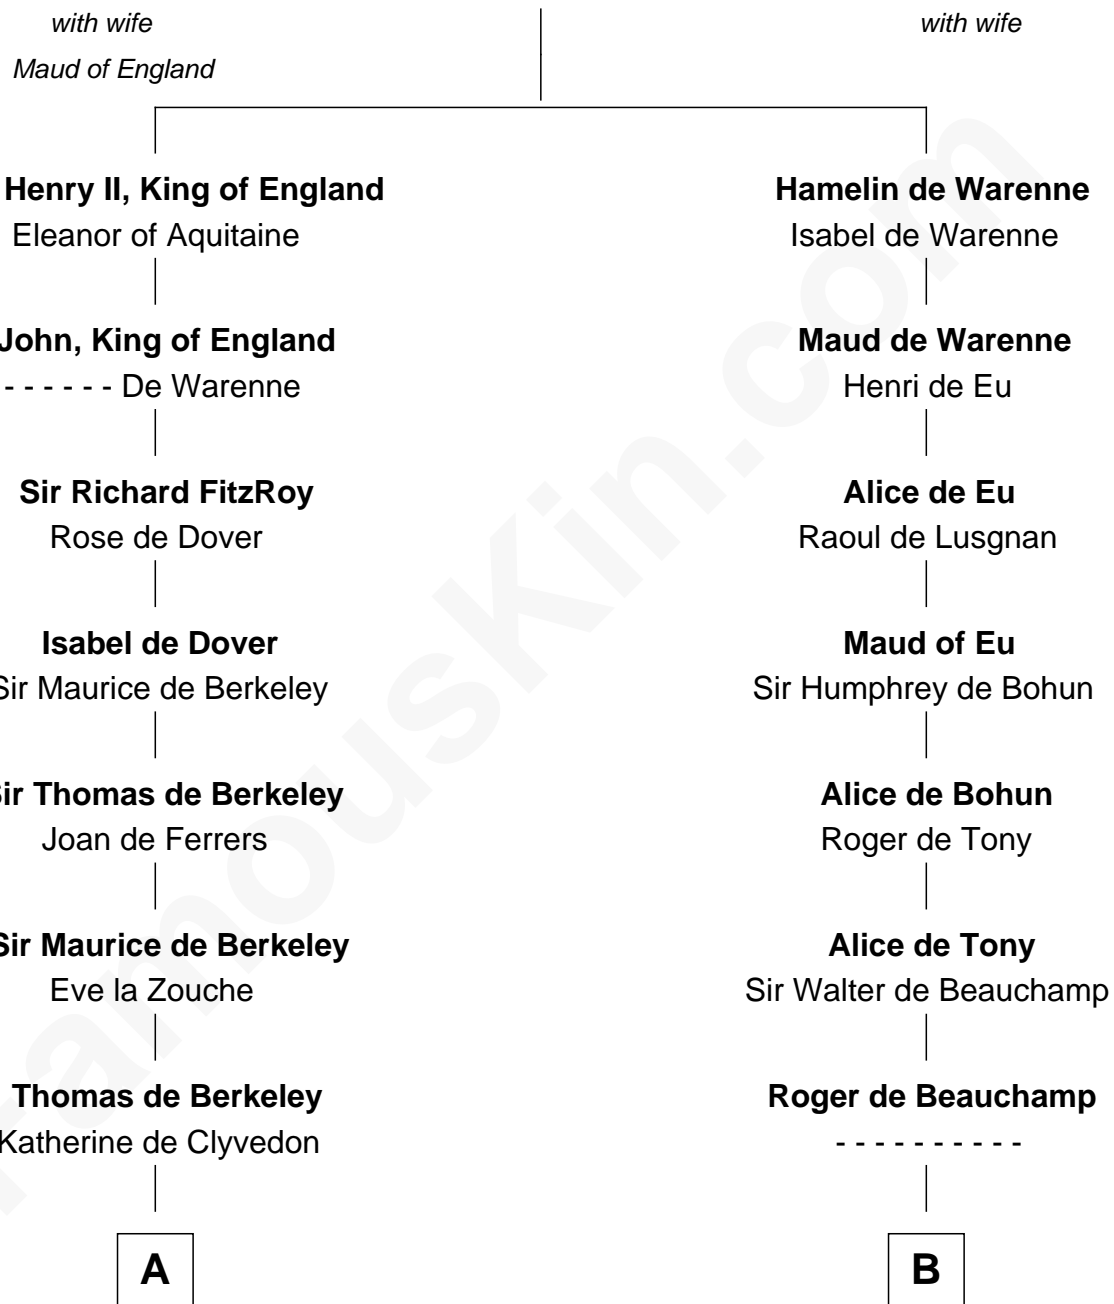 with wife
Maud of England
with wife
Henry II, King of England
Eleanor of Aquitaine
Hamelin de Warenne
Isabel de Warenne
John, King of England
- - - - - - De Warenne
Maud de Warenne
Henri de Eu
Sir Richard FitzRoy
Rose de Dover
Alice de Eu
Raoul de Lusgnan
Isabel de Dover
Sir Maurice de Berkeley
Maud of Eu
Sir Humphrey de Bohun
Sir Thomas de Berkeley
Joan de Ferrers
Alice de Bohun
Roger de Tony
Sir Maurice de Berkeley
Eve la Zouche
Alice de Tony
Sir Walter de Beauchamp
Thomas de Berkeley
Katherine de Clyvedon
Roger de Beauchamp
- - - - - - - - - -
A
B
FamousKin.com